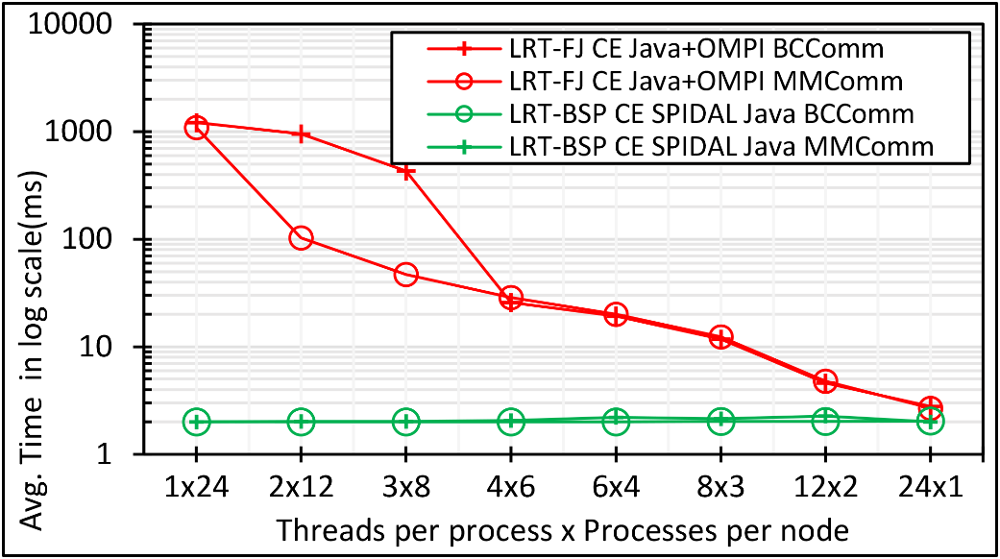 10000
1000
100
10
1
Avg. Time in log scale(ms)
LRT-FJ CE Java+OMPI BCComm
LRT-FJ CE Java+OMPI MMComm
LRT-BSP CE SPIDAL Java BCComm
LRT-BSP CE SPIDAL Java MMComm
1x24 2x12 3x8 4x6 6x4 8x3 12x2 24x1
Threads per process x Processes per node